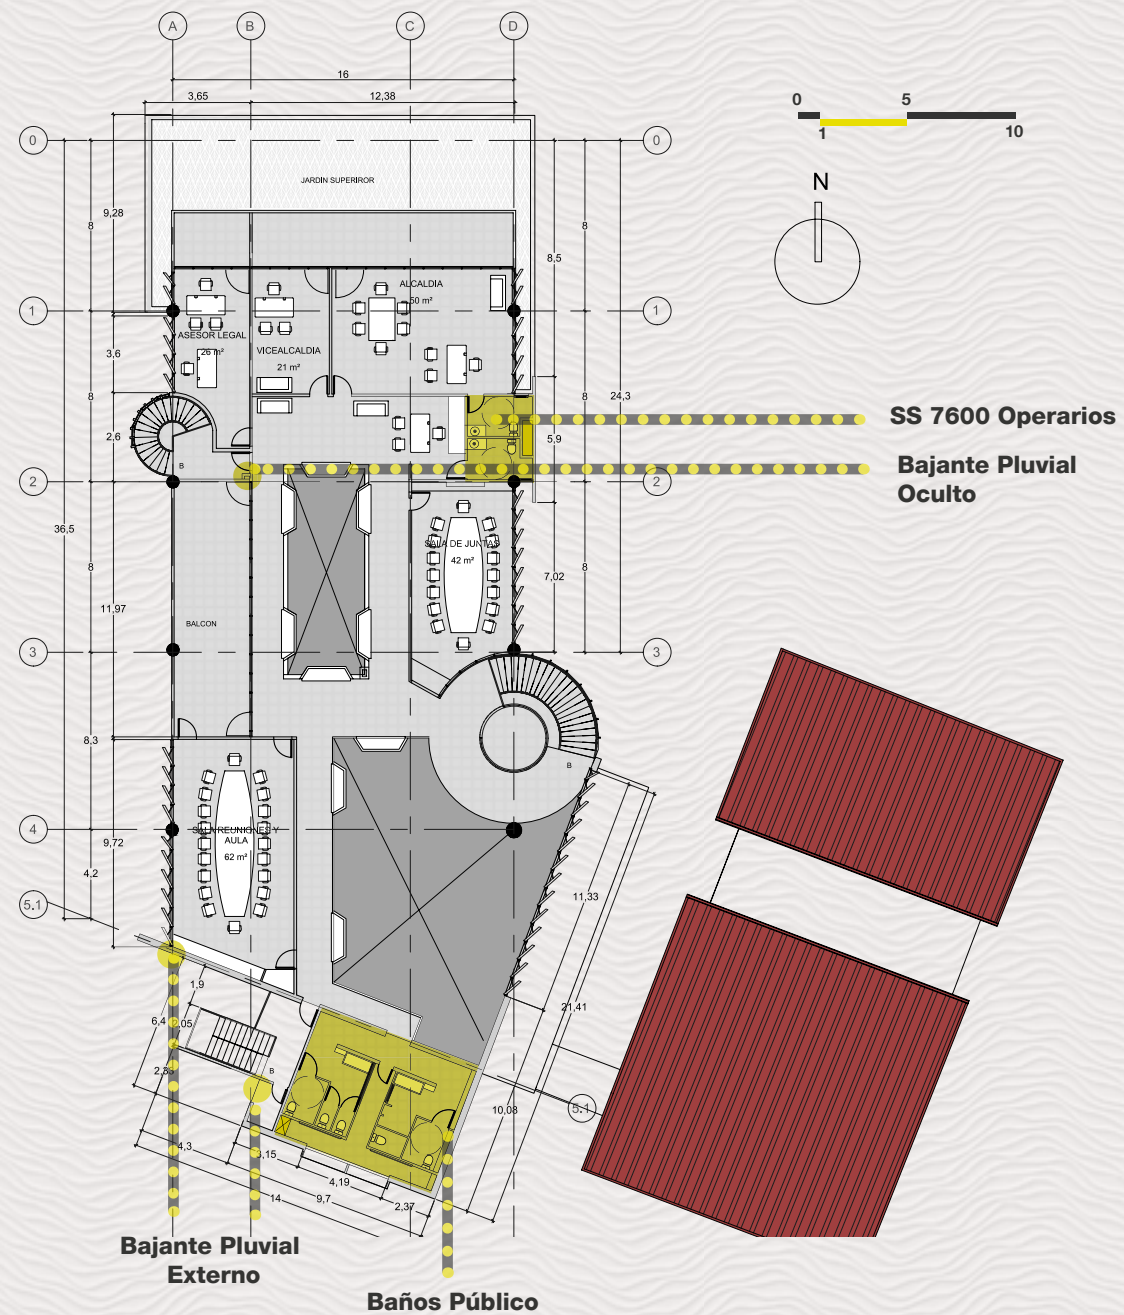 A
B
C
D
16
3,65
12,38
0
0
0
5
1
10
N
JARDIN SUPERIROR
9,28
8
8
8,5
1
1
ALCALDIA
50 m²
ASESOR LEGAL
26 m²
VICEALCALDIA
21 m²
3,6
8
8
24,3
2,6
5,9
B
2
2
SS 7600 Operarios
Bajante Pluvial
Oculto
36,5
SALA DE JUNTAS
42 m²
8
8
7,02
11,97
BALCON
3
3
8,3
B
4
SALA REUNIONES Y
AULA
62 m²
9,72
4,2
5.1
11,33
1,9
6,4
2,05
21,41
B
2,35
10,08
5.1
4,3
3,15
4,19
14
9,7
2,37
Bajante Pluvial
Externo
Baños Público